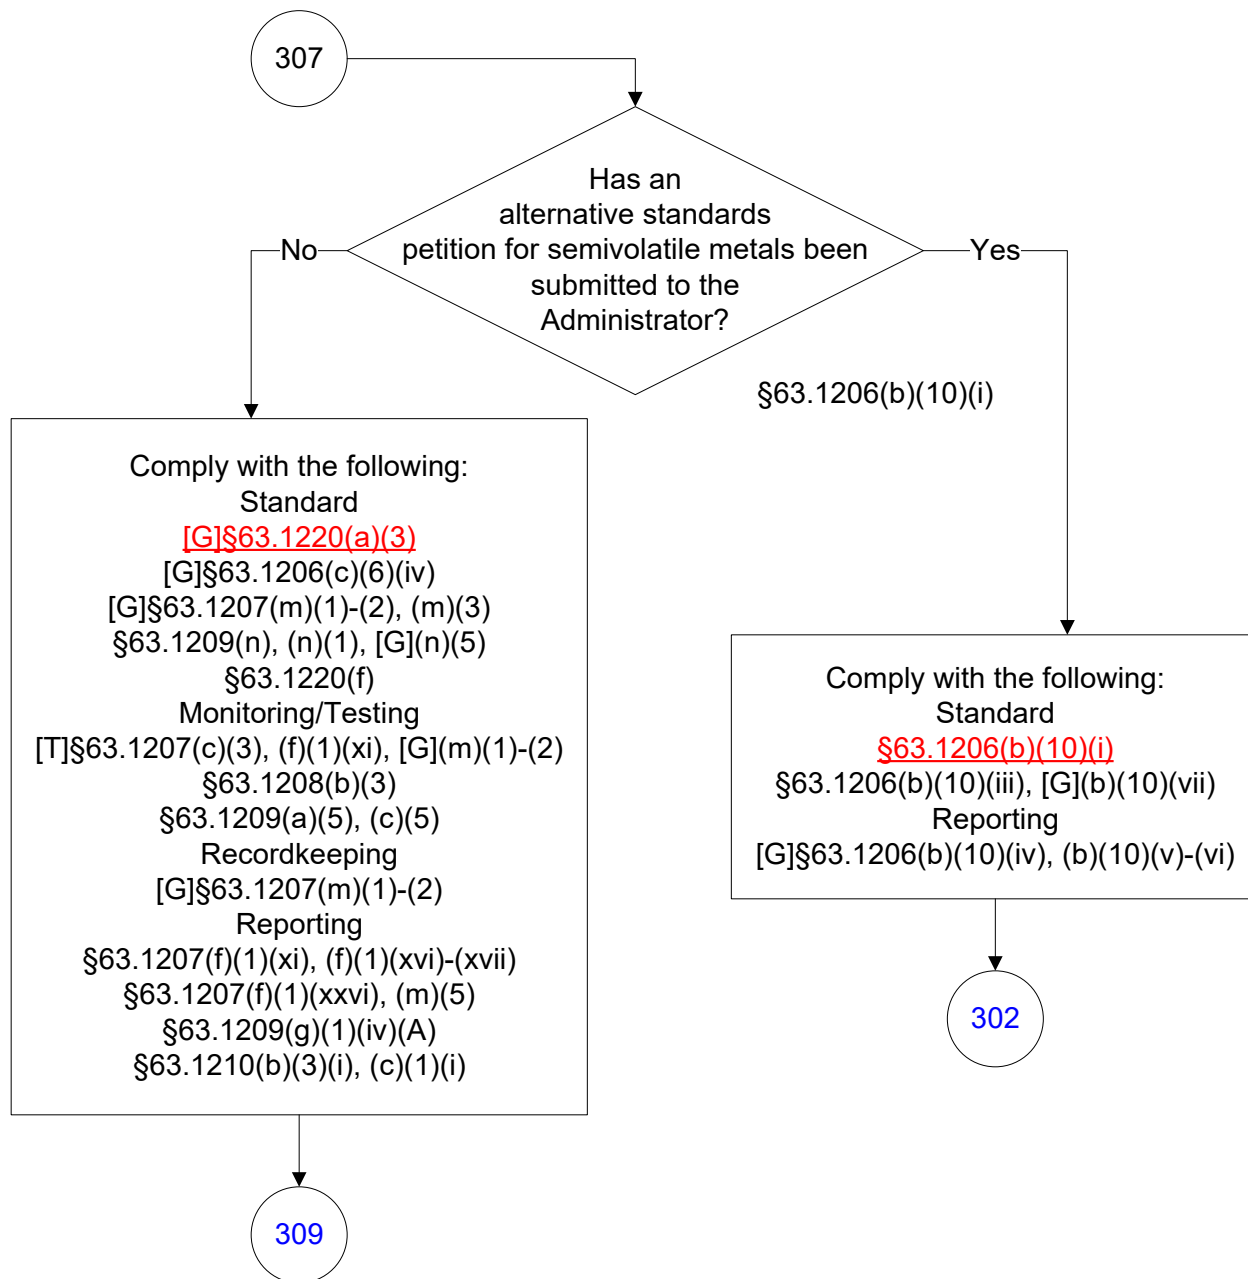 307
Has an
alternative standards
petition for semivolatile metals been
submitted to the
Administrator?
No
Yes
§63.1206(b)(10)(i)
Comply with the following:
Standard
[G]§63.1220(a)(3)
[G]§63.1206(c)(6)(iv)
[G]§63.1207(m)(1)-(2), (m)(3)
§63.1209(n), (n)(1), [G](n)(5)
§63.1220(f)
Monitoring/Testing
[T]§63.1207(c)(3), (f)(1)(xi), [G](m)(1)-(2)
§63.1208(b)(3)
§63.1209(a)(5), (c)(5)
Recordkeeping
[G]§63.1207(m)(1)-(2)
Reporting
§63.1207(f)(1)(xi), (f)(1)(xvi)-(xvii)
§63.1207(f)(1)(xxvi), (m)(5)
§63.1209(g)(1)(iv)(A)
§63.1210(b)(3)(i), (c)(1)(i)
309
Comply with the following:
Standard
§63.1206(b)(10)(i)
§63.1206(b)(10)(iii), [G](b)(10)(vii)
Reporting
[G]§63.1206(b)(10)(iv), (b)(10)(v)-(vi)
302